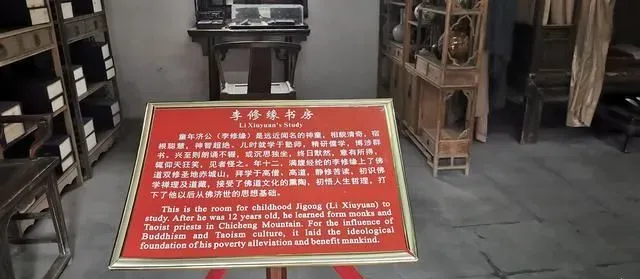 李修缘书房
Li Xiuyuan's Study
童年济公（李修缘）是远近闻名的神童，相貌清奇，宿
根聪慧，神智超绝。儿时就学于塾师，精研儒学，博涉群
书。兴至则朗诵不辍，或沉思独坐，终日默然，意有所得，
辄仰天狂笑，见者怪之。年十二，满腹经纶的李修缘上了佛
道双修圣地赤城山，拜学于高僧、高道，静修苦读，初识佛
学禅理及道藏，接受了佛道文化的熏陶，初悟人生哲理，打
下了他以后从佛济世的思想基础。
This is the room for childhood Jigong (Li Xiuyuan) to
study. After he was 12 years old, he learned form monks and
Taoist priests in Chicheng Mountain. For the influence of
Buddhism and Taoism culture, it laid the ideological
foundation of his poverty alleviation and benefit mankind.